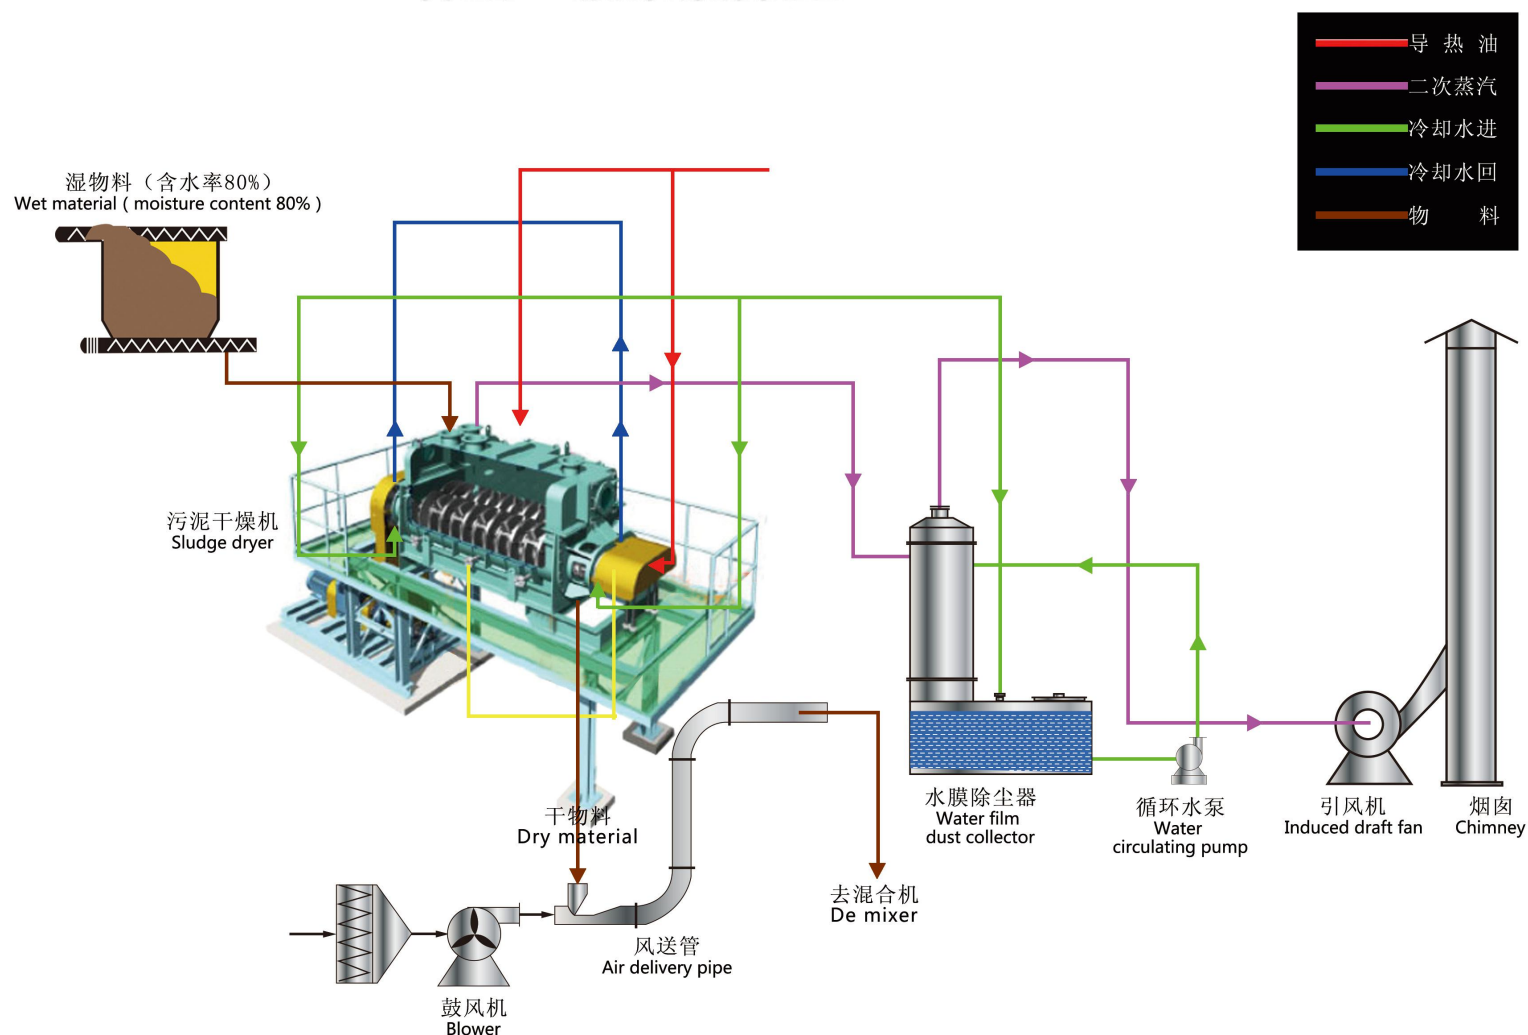 导热油
二次蒸汽
冷却水进
冷却水回
物料
湿物料（含水率80%）
Wet material ( moisture content 80% )
污泥干燥机
Sludge dryer
干物料
Dry material
水膜除尘器
Water film
dust collector
循环水泵
Water
circulating pump
引风机
Induced draft fan
烟囱
Chimney
去混合机
De mixer
风送管
Air delivery pipe
鼓风机
Blower